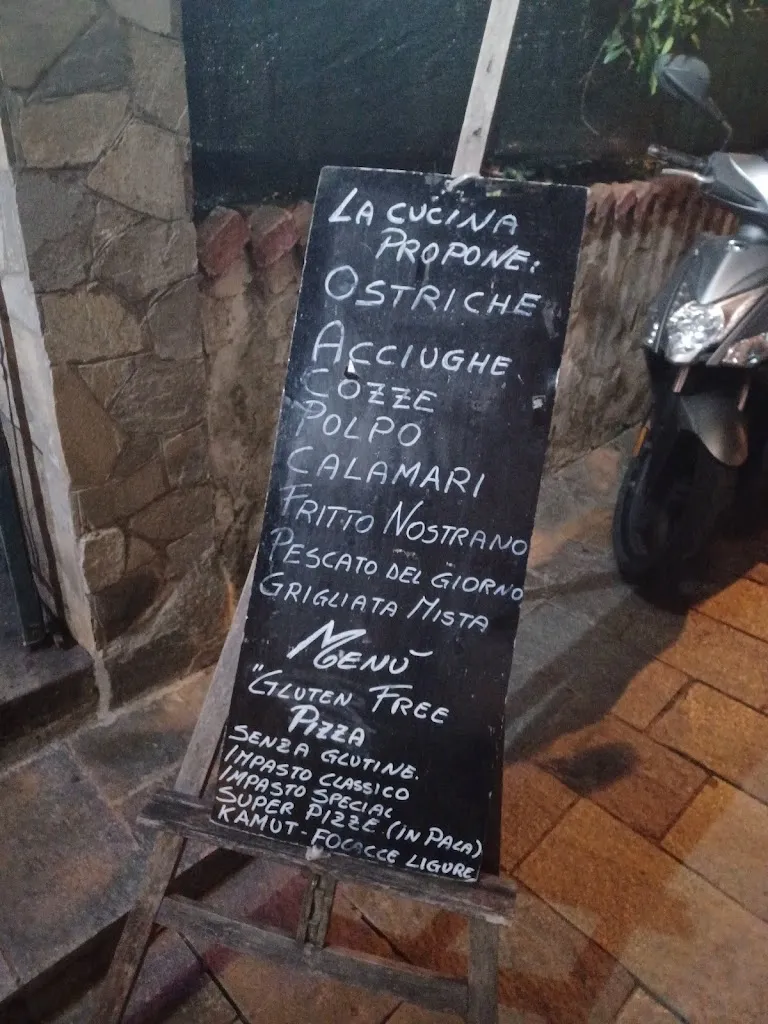 LA CUCINA
PROPONE:
OSTRICHE
ACCIUGHE
COZZE
POLPO
CALAMARI
FRITTO NOSTRANO
PESCATO DEL GIORNO
GRIGLIATA MISTA
MENÙ
"GLUTEN FREE
PIZZA
SENZA GLUTINE.
IMPASTO CLASSICO
IMPASTO SPECIAL
SUPER PIZZE (IN PALA)
KAMUT - FOCACCE LIGURE